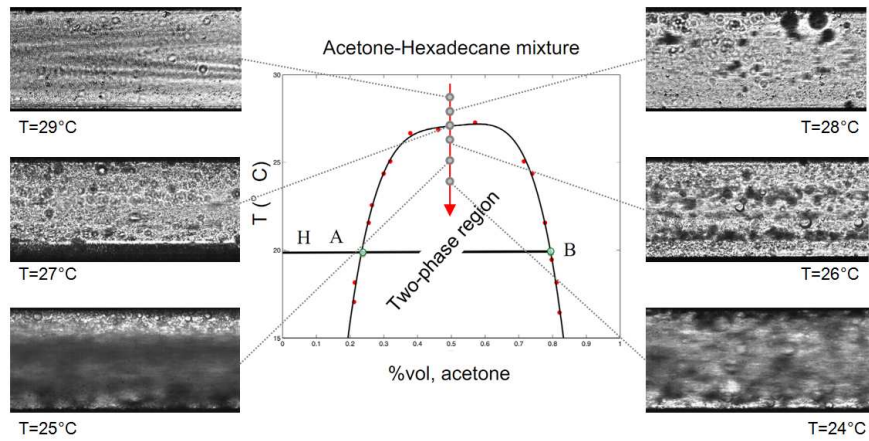 Acetone-Hexadecane mixture
T=29°C
T=28°C
T=27°C
T=26°C
T=25°C
T=24°C
T ( C)
30
25
20
15
H A
B
Two-phase region
0 0.1 0.2 0.3 0.4 0.5 0.6 0.7 0.8 0.9 1
%vol, acetone